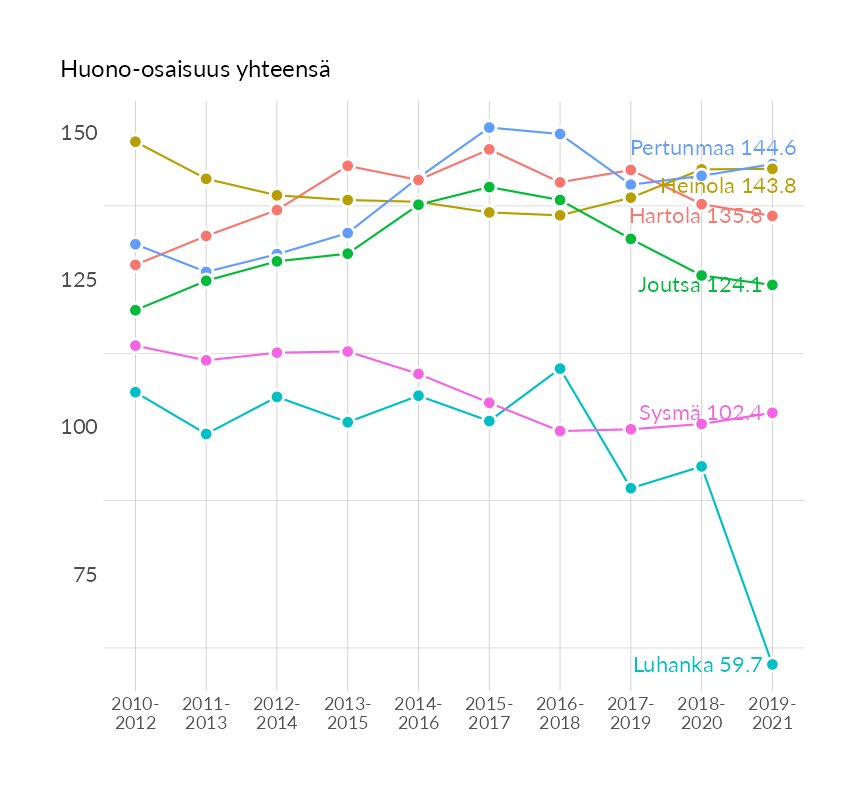 Huono-osaisuus yhteensä
150
125
100
75
Pertunmaa 144.6
Heinola 143.8
Hartola 135.8
Joutsa 124.1
Sysmä 102.4
Luhanka 59.7
2010- 2011- 2012- 2013- 2014- 2015- 2016- 2017- 2018- 2019-
2012 2013 2014 2015 2016 2017 2018 2019 2020 2021